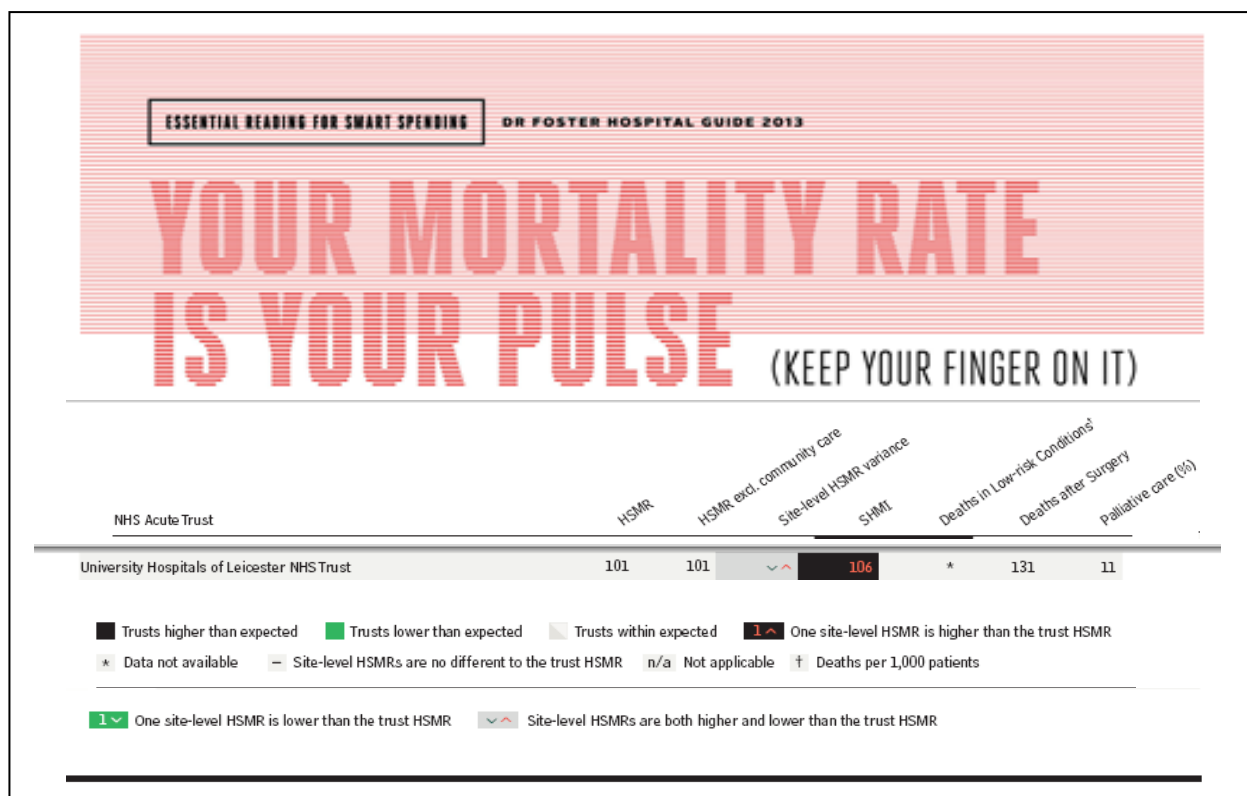 ESSENTIAL READING FOR SMART SPENDING DR FOSTER HOSPITAL GUIDE 2013
YOUR MORTALITY RATE
IS YOUR PULSE (KEEP YOUR FINGER ON IT)
NHS Acute Trust HSMR HSMR excl. community care Site-level HSMR variance SHMI Deaths in Low-risk Conditions† Deaths after Surgery Palliative care (%)
University Hospitals of Leicester NHS Trust 101 101 ⌵ ^ 106 * 131 11
Trusts higher than expected Trusts lower than expected Trusts within expected 1 ^ One site-level HSMR is higher than the trust HSMR
* Data not available – Site-level HSMRs are no different to the trust HSMR n/a Not applicable † Deaths per 1,000 patients
1 ⌵ One site-level HSMR is lower than the trust HSMR ⌵ ^ Site-level HSMRs are both higher and lower than the trust HSMR